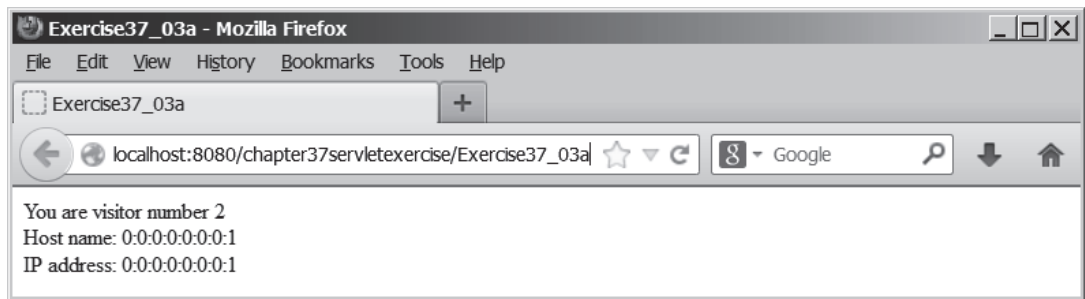 Exercise37_03a - Mozilla Firefox
File Edit View History Bookmarks Tools Help
Exercise37_03a
localhost:8080/chapter37servletexercise/Exercise37_03a Google
You are visitor number 2
Host name: 0:0:0:0:0:0:0:1
IP address: 0:0:0:0:0:0:0:1